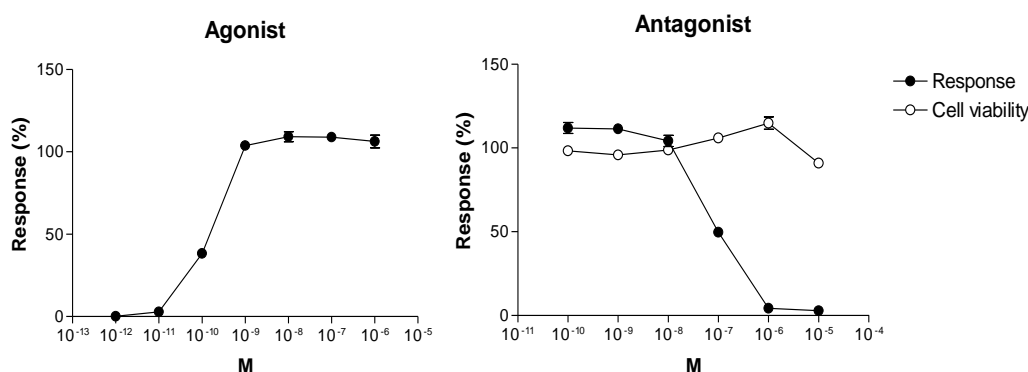 Agonist
Response (%)
150
100
50
0
10⁻¹³ 10⁻¹² 10⁻¹¹ 10⁻¹⁰ 10⁻⁹ 10⁻⁸ 10⁻⁷ 10⁻⁶ 10⁻⁵
M
Antagonist
Response (%)
150
100
50
0
10⁻¹¹ 10⁻¹⁰ 10⁻⁹ 10⁻⁸ 10⁻⁷ 10⁻⁶ 10⁻⁵ 10⁻⁴
M
Response
Cell viability